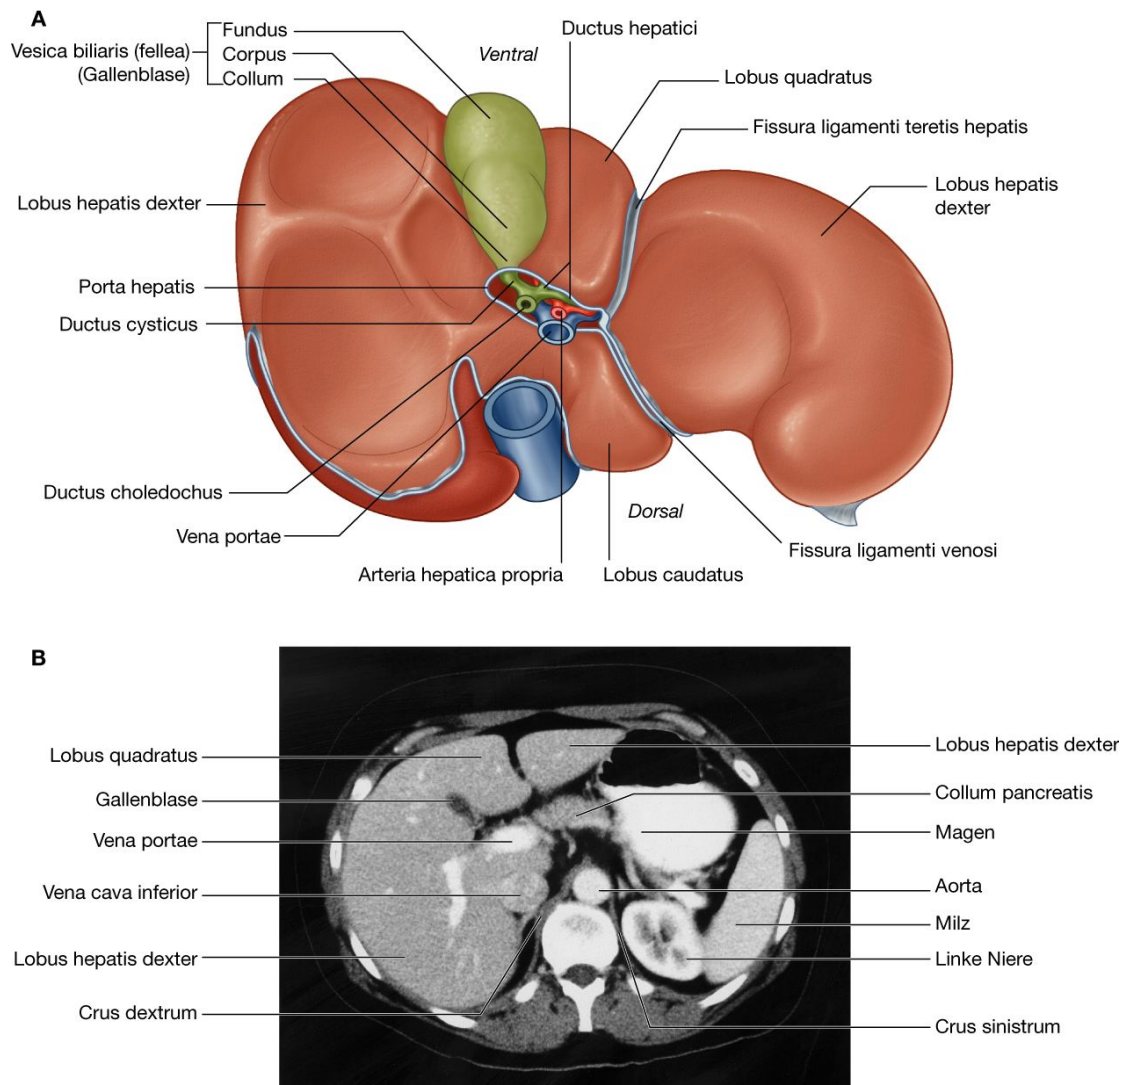 A
Fundus
Vesica biliaris (fellea)
(Gallenblase)
Corpus
Collum
Ventral
Ductus hepatici
Lobus quadratus
Fissura ligamenti teretis hepatis
Lobus hepatis
dexter
Lobus hepatis dexter
Porta hepatis
Ductus cysticus
Ductus choledochus
Vena portae
Arteria hepatica propria
Dorsal
Lobus caudatus
Fissura ligamenti venosi
B
Lobus quadratus
Gallenblase
Vena portae
Vena cava inferior
Lobus hepatis dexter
Crus dextrum
Lobus hepatis dexter
Collum pancreatis
Magen
Aorta
Milz
Linke Niere
Crus sinistrum